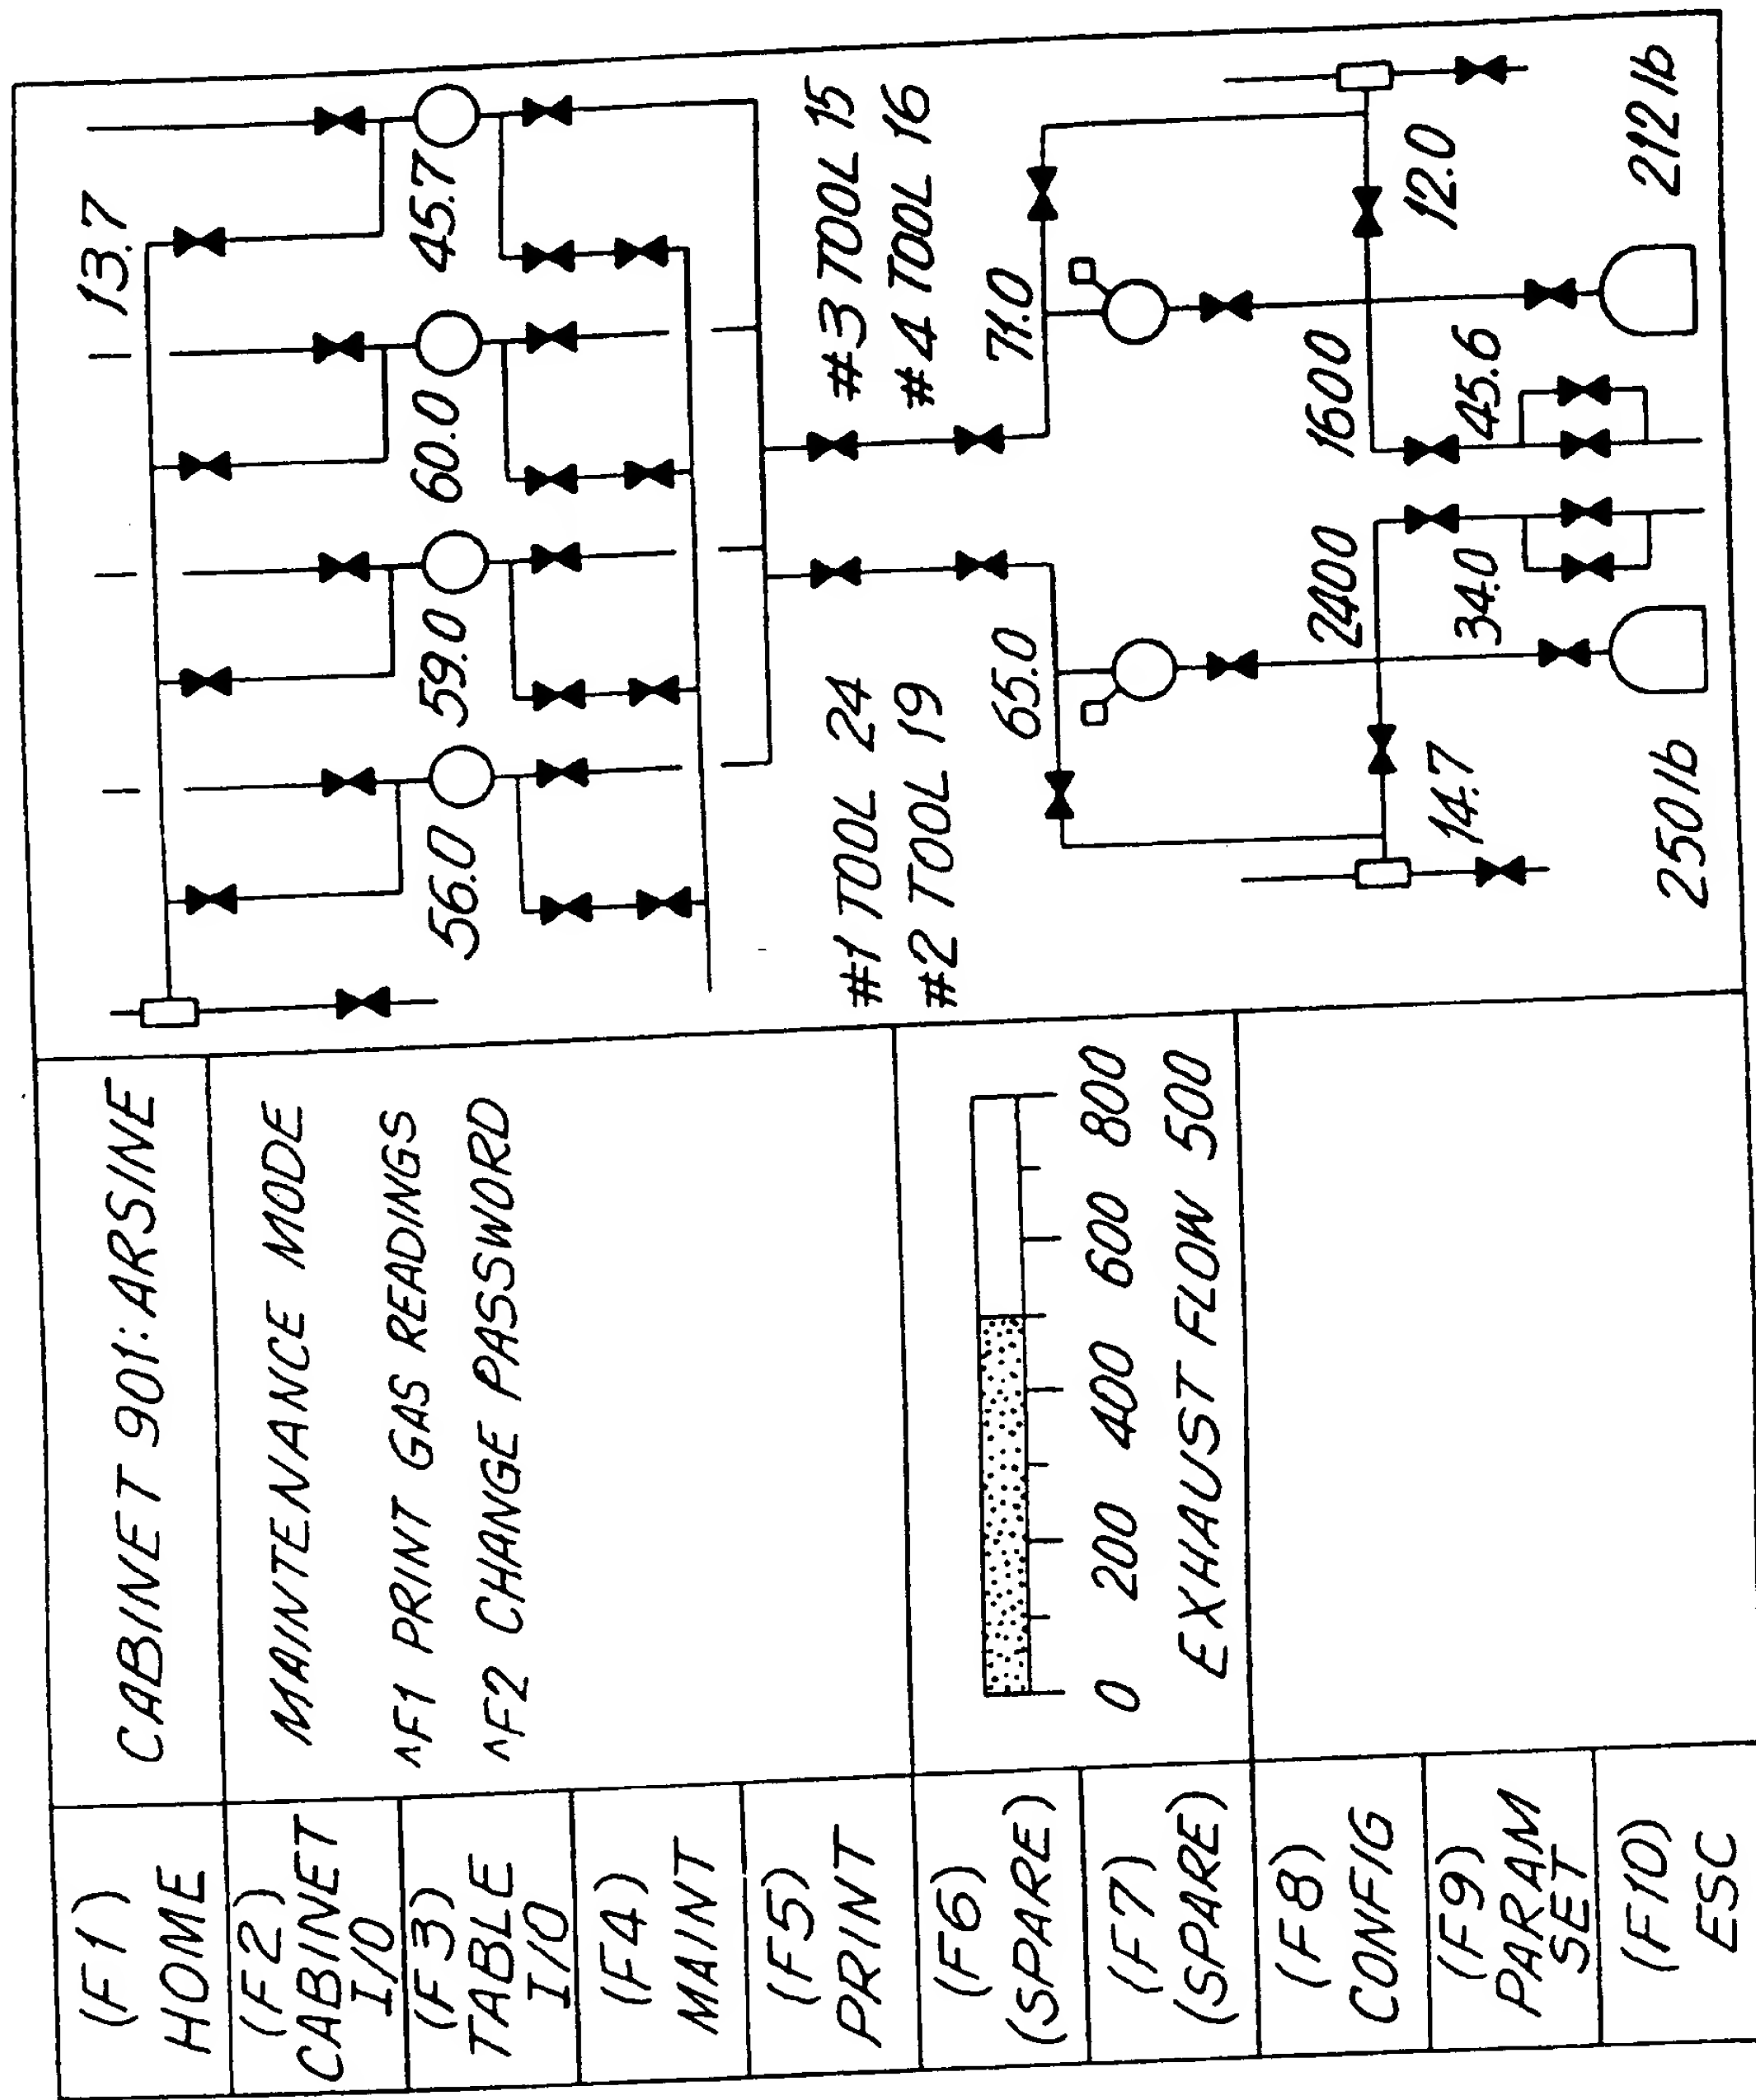 (F1)
HOME
(F2)
CABINET
I/O
(F3)
TABLE
I/O
(F4)
MAINT
(F5)
PRINT
(F6)
(SPARE)
(F7)
(SPARE)
(F8)
CONFIG
(F9)
PARAM
SET
(F10)
ESC
CABINET 901: ARSINE
MAINTENANCE MODE
^F1 PRINT GAS READINGS
^F2 CHANGE PASSWORD
0 200 400 600 800
EXHAUST FLOW 500
13.7
56.0 59.0 60.0 45.7
#1 TOOL 24
#2 TOOL 19
#3 TOOL 15
#4 TOOL 16
65.0 71.0
2400 1600
14.7 34.0 45.6 12.0
250 lb 212 lb